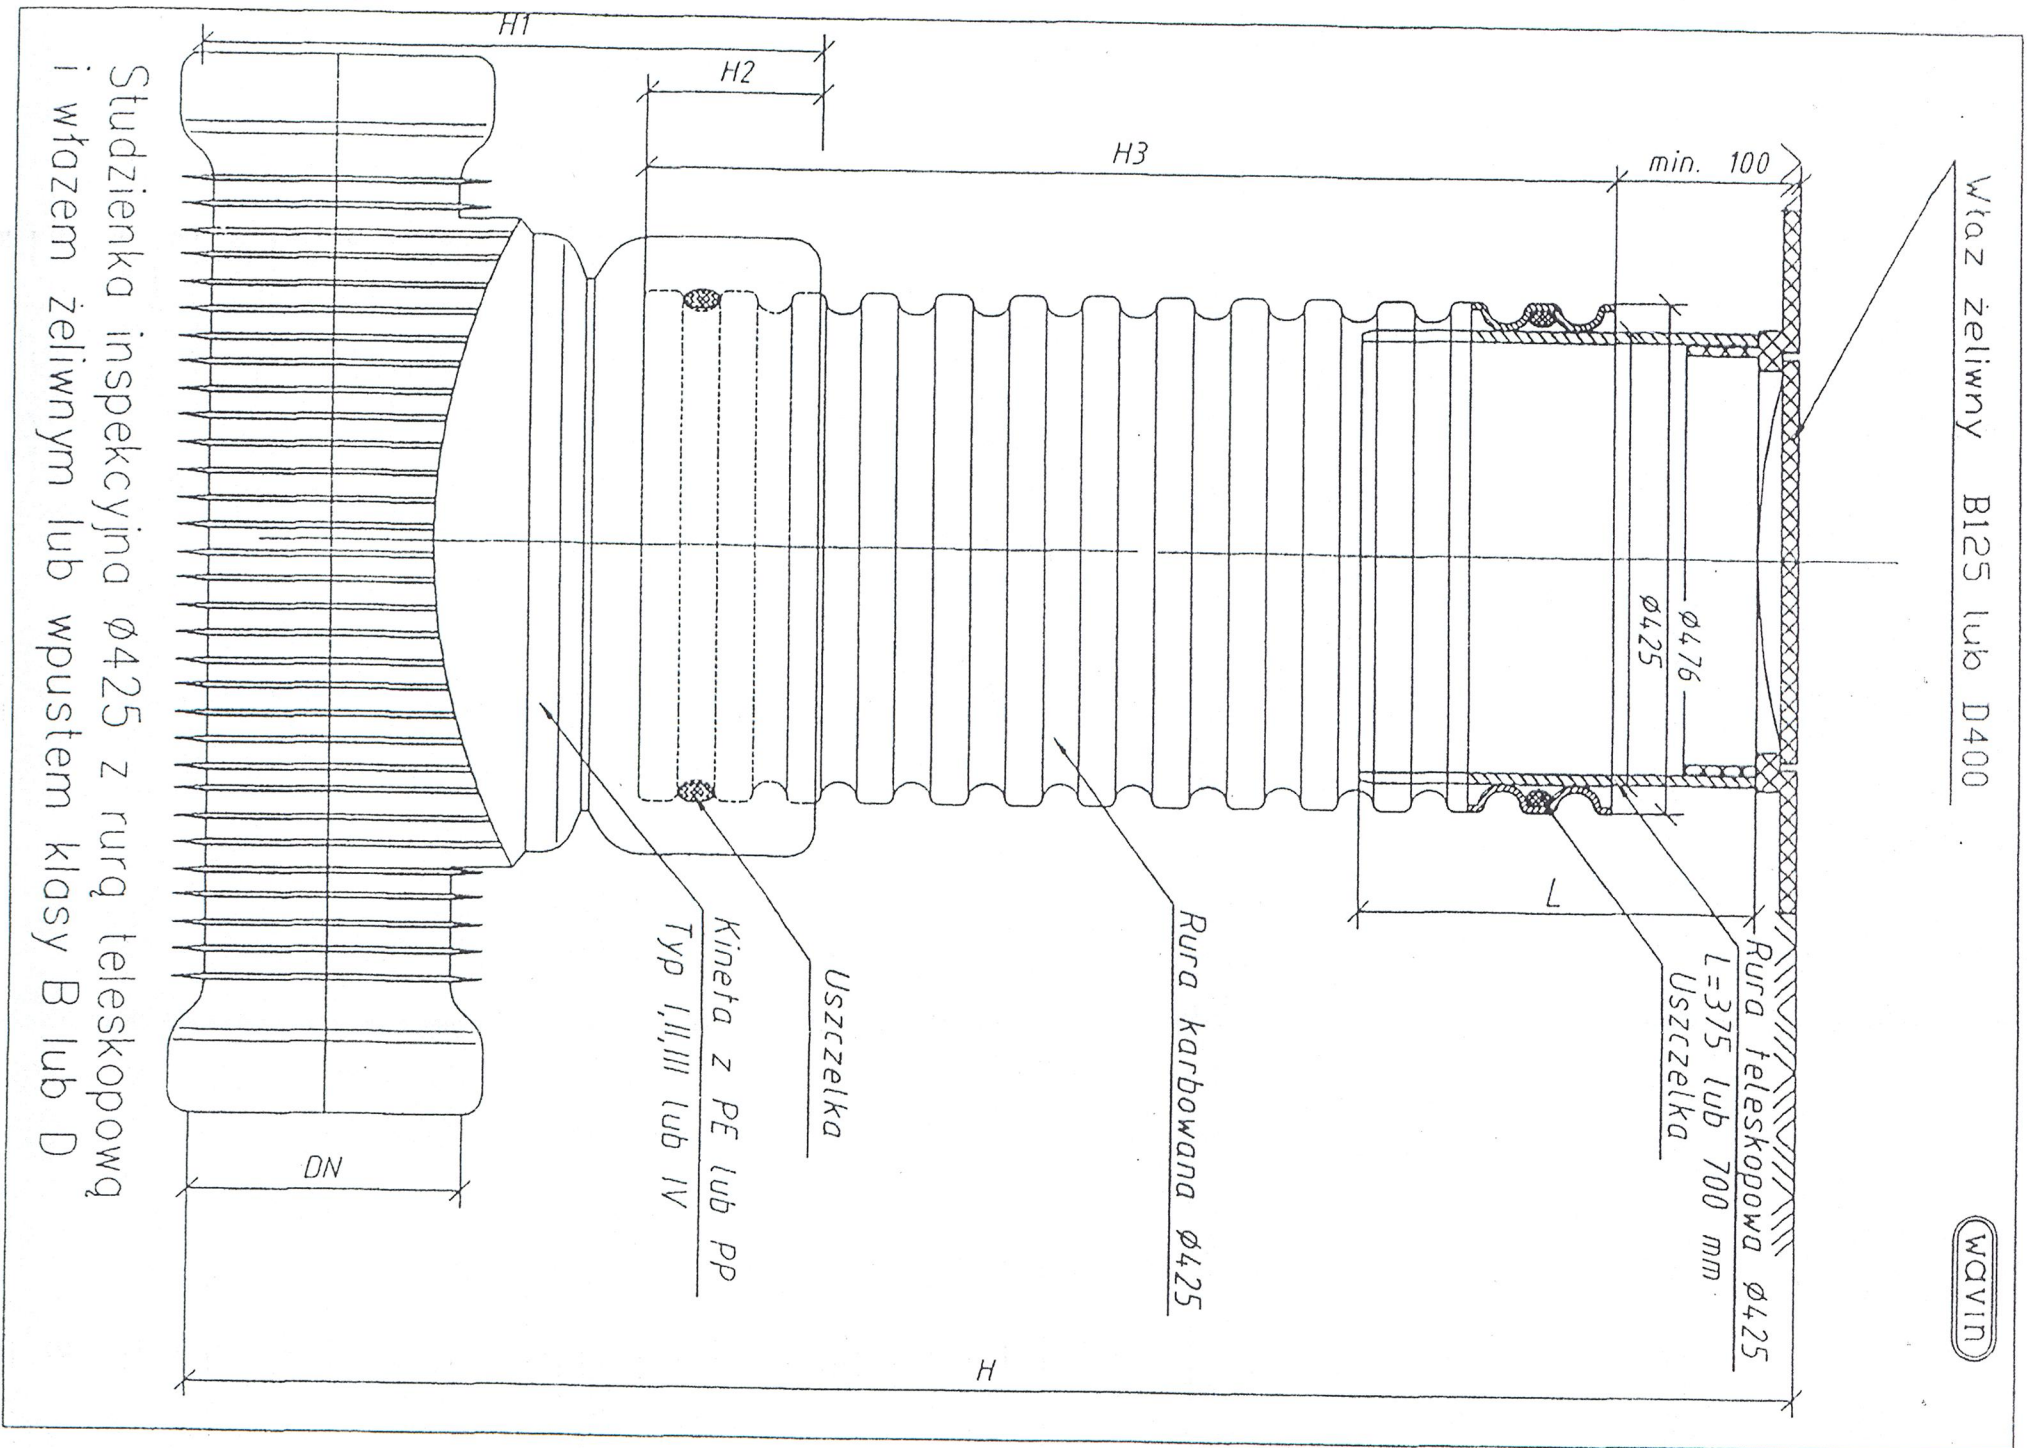 wavin
Właz żeliwny B125 lub D400
min. 100
H3
H2
H1
Ø476
Ø425
L
Rura teleskopowa Ø425
L=375 lub 700 mm
Uszczelka
Rura karbowana Ø425
Uszczelka
Kineta z PE lub PP
Typ I,II,III lub IV
DN
H
Studzienka inspekcyjna Ø425 z rurą teleskopową
i włazem żeliwnym lub wpustem klasy B lub D